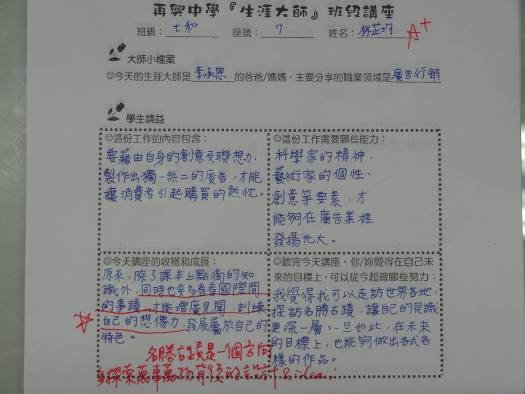 再興中學『生涯大師』班級講座
班級：七和 座號：7 姓名：
A+
大師小檔案
☺今天的生涯大師是 李承恩 的爸爸/媽媽，主要分享的職業領域是 廣告行銷
學生請益
☺這份工作的內容包含：
要藉由自身的創意及聯想力,
製作出獨一無二的廣告,才能
讓消費者引起購買的熱忱。
☺這份工作需要哪些能力：
科學家的精神、
藝術家的個性、
創意等要素,才
能夠在廣告業裡
發揚光大。
☺今天講座的收穫和成長：
原來,除了課本上點滴的知
識外,同時也要多看看國際間
的事蹟,才能增廣見聞,訓練
自己的想像力,發展屬於自己的
特色。
☺聽完今天講座，你/妳覺得在自己未
來的目標上，可以從今起做哪些努力：
我覺得我可以走訪世界各地,
探訪名勝古蹟,讓自己的見識
更深一層。一旦如此,在未來
的目標上,也能夠做出各式各
樣的作品。
名勝古蹟是一個方向
多探索萬事萬物背後的設計